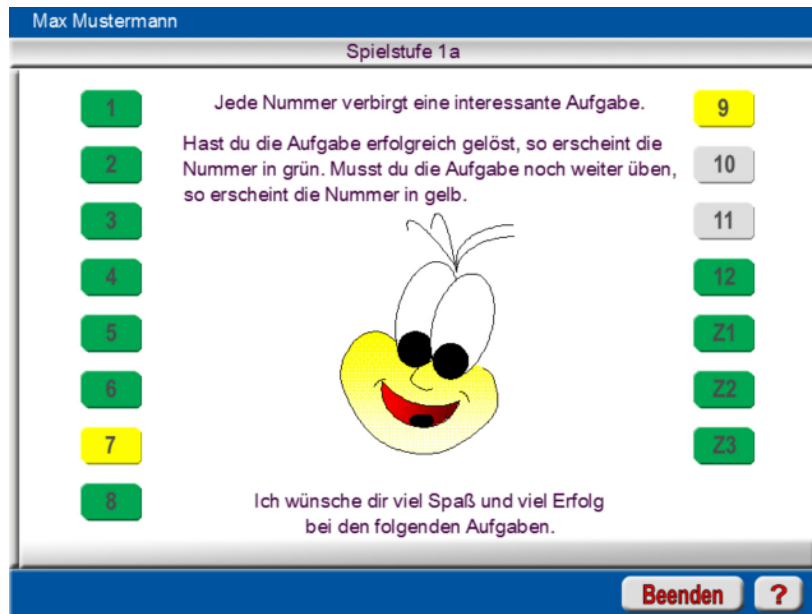 Max Mustermann
Spielstufe 1a
1
2
3
4
5
6
7
8
Jede Nummer verbirgt eine interessante Aufgabe.
Hast du die Aufgabe erfolgreich gelöst, so erscheint die
Nummer in grün. Musst du die Aufgabe noch weiter üben,
so erscheint die Nummer in gelb.
Ich wünsche dir viel Spaß und viel Erfolg
bei den folgenden Aufgaben.
9
10
11
12
Z1
Z2
Z3
Beenden
?